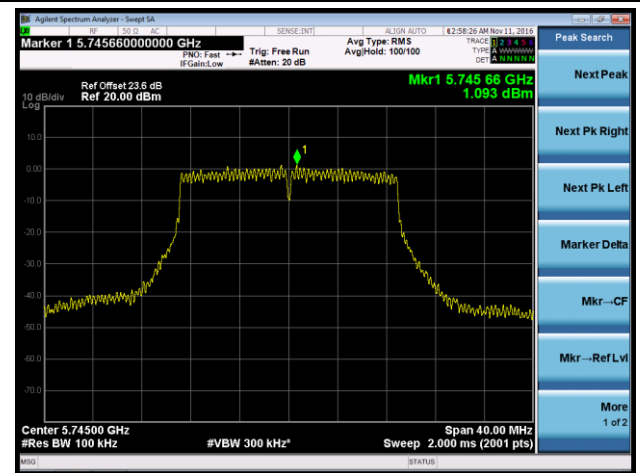 Agilent Spectrum Analyzer - Swept SA
RF 50 Ω AC SENSE:INT ALIGN AUTO 02:58:26 AM Nov 11, 2016
Marker 1 5.745660000000 GHz
PNO: Fast
IFGain:Low
Trig: Free Run
#Atten: 20 dB
Avg Type: RMS
Avg|Hold: 100/100
TRACE 1 2 3 4 5 6
TYPE A WWWWW
DET A N N N N N
Peak Search
Ref Offset 23.6 dB
10 dB/div Ref 20.00 dBm
Log
Mkr1 5.745 66 GHz
1.093 dBm
Next Peak
10.0
1
Next Pk Right
0.00
Next Pk Left
-10.0
-20.0
Marker Delta
-30.0
-40.0
Mkr→CF
-50.0
-60.0
Mkr→Ref Lvl
-70.0
More
1 of 2
Center 5.74500 GHz Span 40.00 MHz
#Res BW 100 kHz #VBW 300 kHz* Sweep 2.000 ms (2001 pts)
MSG STATUS